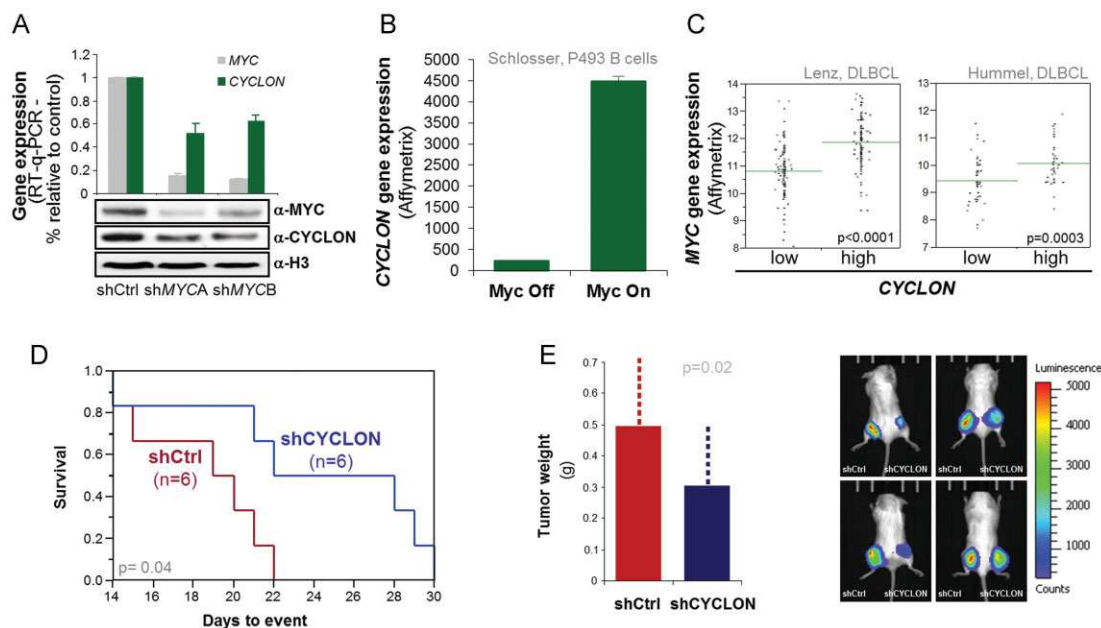 A
Gene expression
(RT-q-PCR -
% relative to control)
1.2
1
0.8
0.6
0.4
0.2
0
MYC
CYCLON
α-MYC
α-CYCLON
α-H3
shCtrl shMYCA shMYCB
B
CYCLON gene expression
(Affymetrix)
Schlosser, P493 B cells
5000
4500
4000
3500
3000
2500
2000
1500
1000
500
0
Myc Off Myc On
C
MYC gene expression
(Affymetrix)
Lenz, DLBCL
14
13
12
11
10
9
8
p<0.0001
low high
Hummel, DLBCL
13
12
11
10
9
8
7
p=0.0003
low high
CYCLON
D
Survival
1.0
0.8
0.6
0.4
0.2
0.0
shCYCLON
(n=6)
shCtrl
(n=6)
p= 0.04
14 16 18 20 22 24 26 28 30
Days to event
E
Tumor weight
(g)
0.7
0.6
0.5
0.4
0.3
0.2
0.1
0
p=0.02
shCtrl shCYCLON
shCtrl shCYCLON
shCtrl shCYCLON
shCtrl shCYCLON
shCtrl shCYCLON
Luminescence
5000
4000
3000
2000
1000
Counts